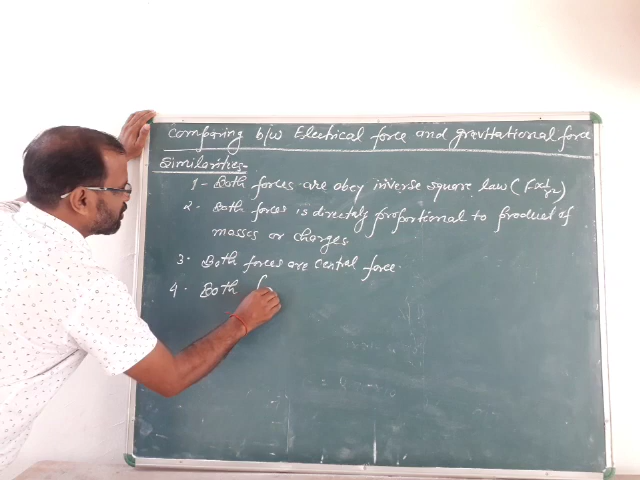 Comparing b/w Electrical force and gravitational force
Similarities-
1 - Both forces are obey inverse square law (F∝1/r²)
2 - Both forces is directaly proportional to product of
masses or charges
3. Both forces are central force.
4. Both f